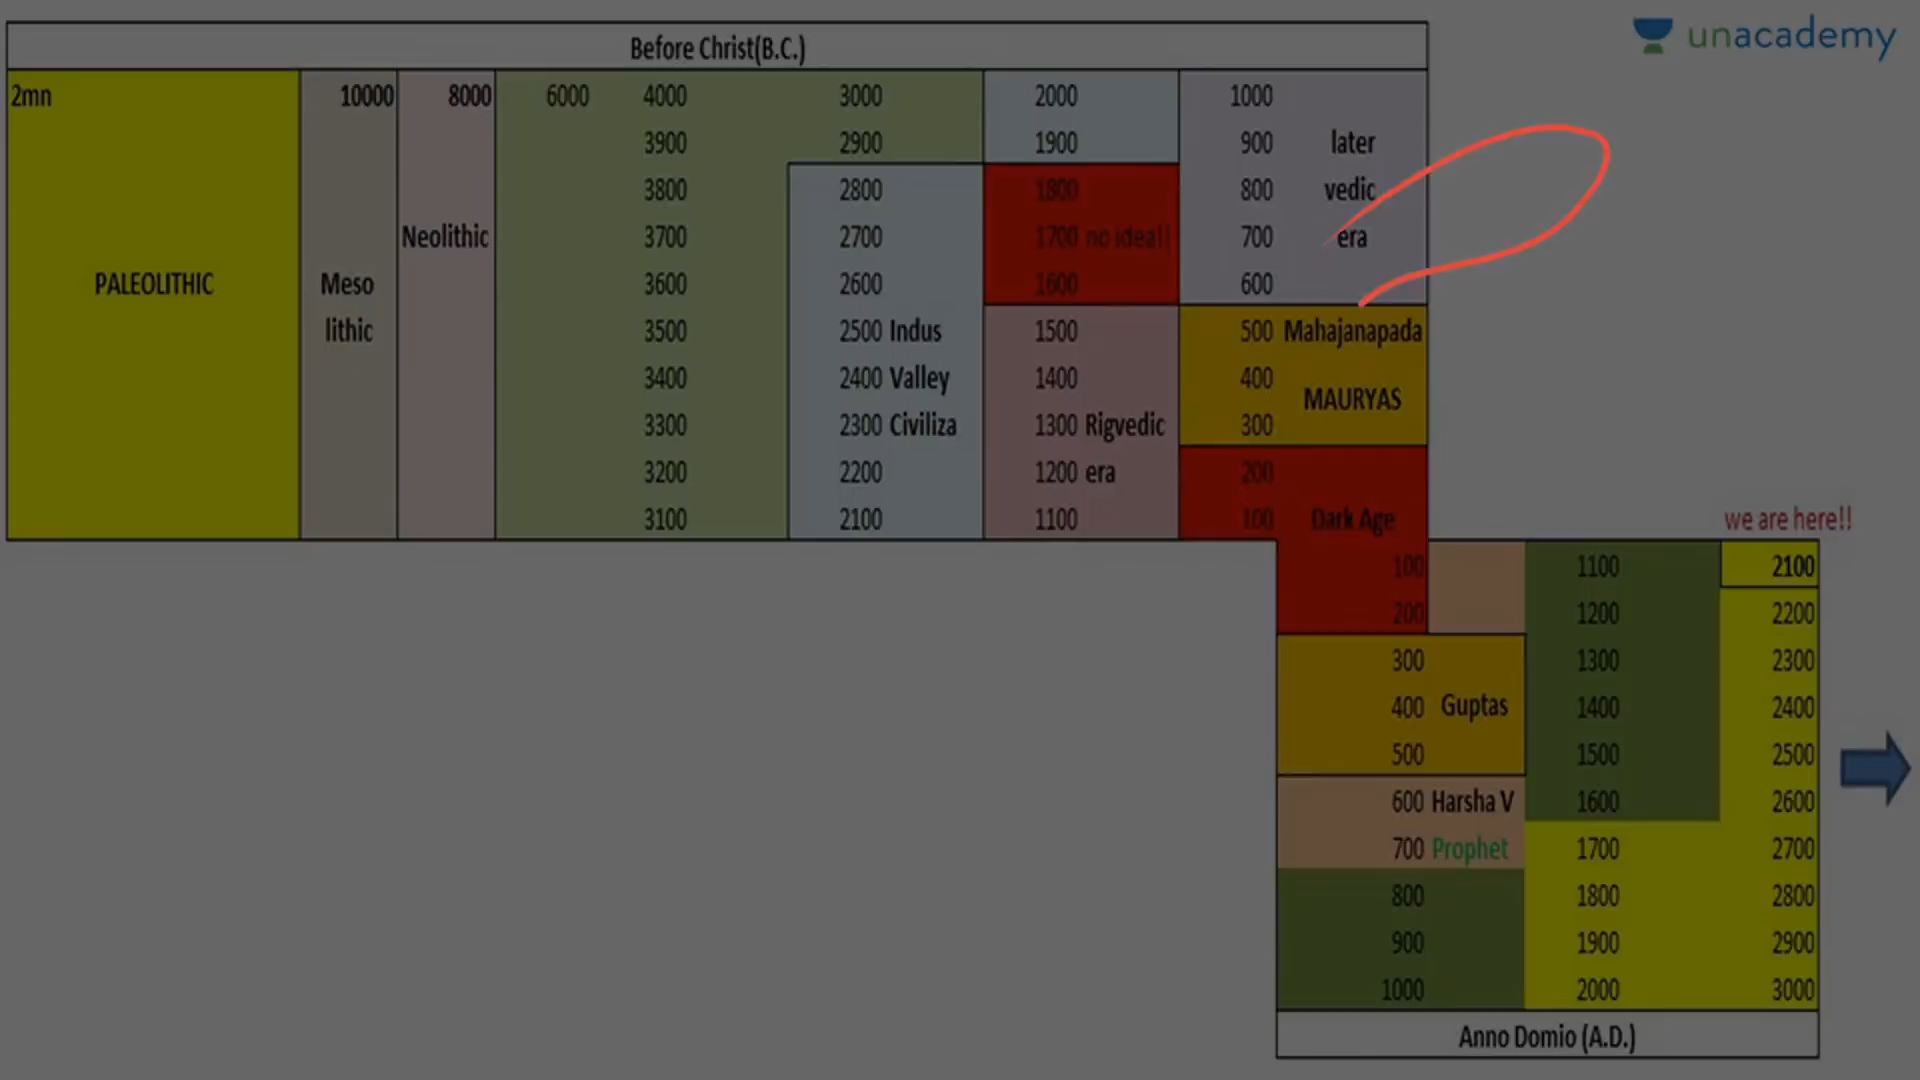 unacademy
Before Christ(B.C.)
2mn 10000 8000 6000 4000 3000 2000 1000
3900 2900 1900 900 later
3800 2800 1800 800 vedic
Neolithic 3700 2700 1700 no idea!! 700 era
PALEOLITHIC Meso 3600 2600 1600 600
lithic 3500 2500 Indus 1500 500 Mahajanapada
3400 2400 Valley 1400 400 MAURYAS
3300 2300 Civiliza 1300 Rigvedic 300
3200 2200 1200 era 200
3100 2100 1100 100 Dark Age we are here!!
100 1100 2100
200 1200 2200
300 1300 2300
400 Guptas 1400 2400
500 1500 2500
600 Harsha V 1600 2600
700 Prophet 1700 2700
800 1800 2800
900 1900 2900
1000 2000 3000
Anno Domio (A.D.)